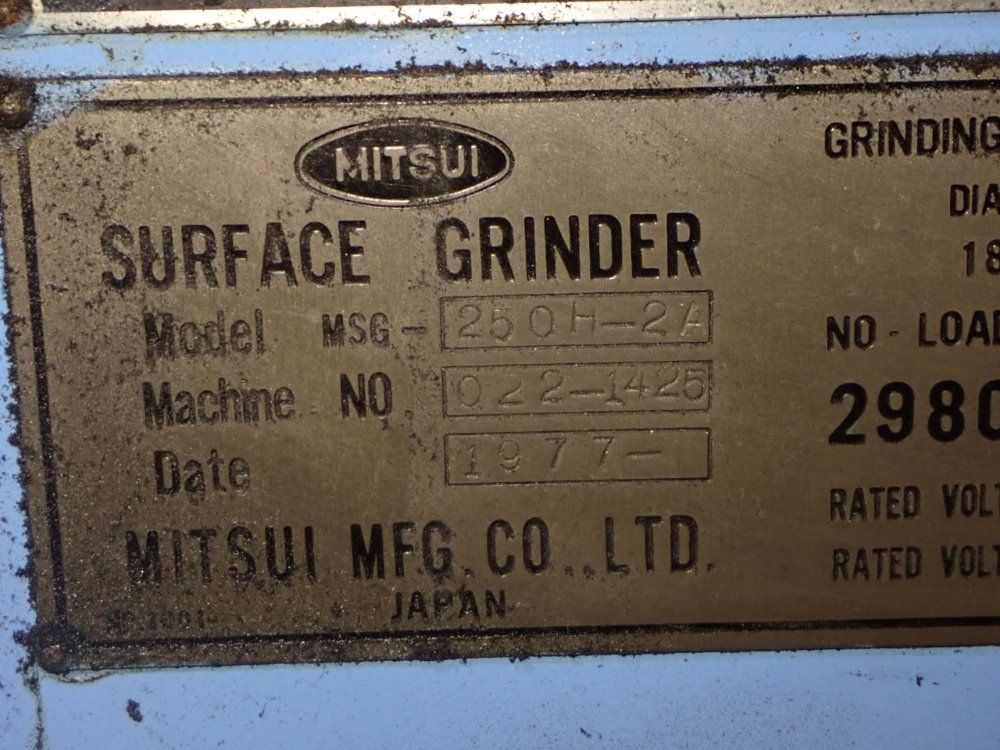 MITSUI
SURFACE GRINDER
Model MSG- 250H-2A
Machine NO. 022-1425
Date 1977-
MITSUI MFG. CO., LTD.
JAPAN
GRINDING
DIA
18
NO-LOAD
2980
RATED VOLT
RATED VOLT